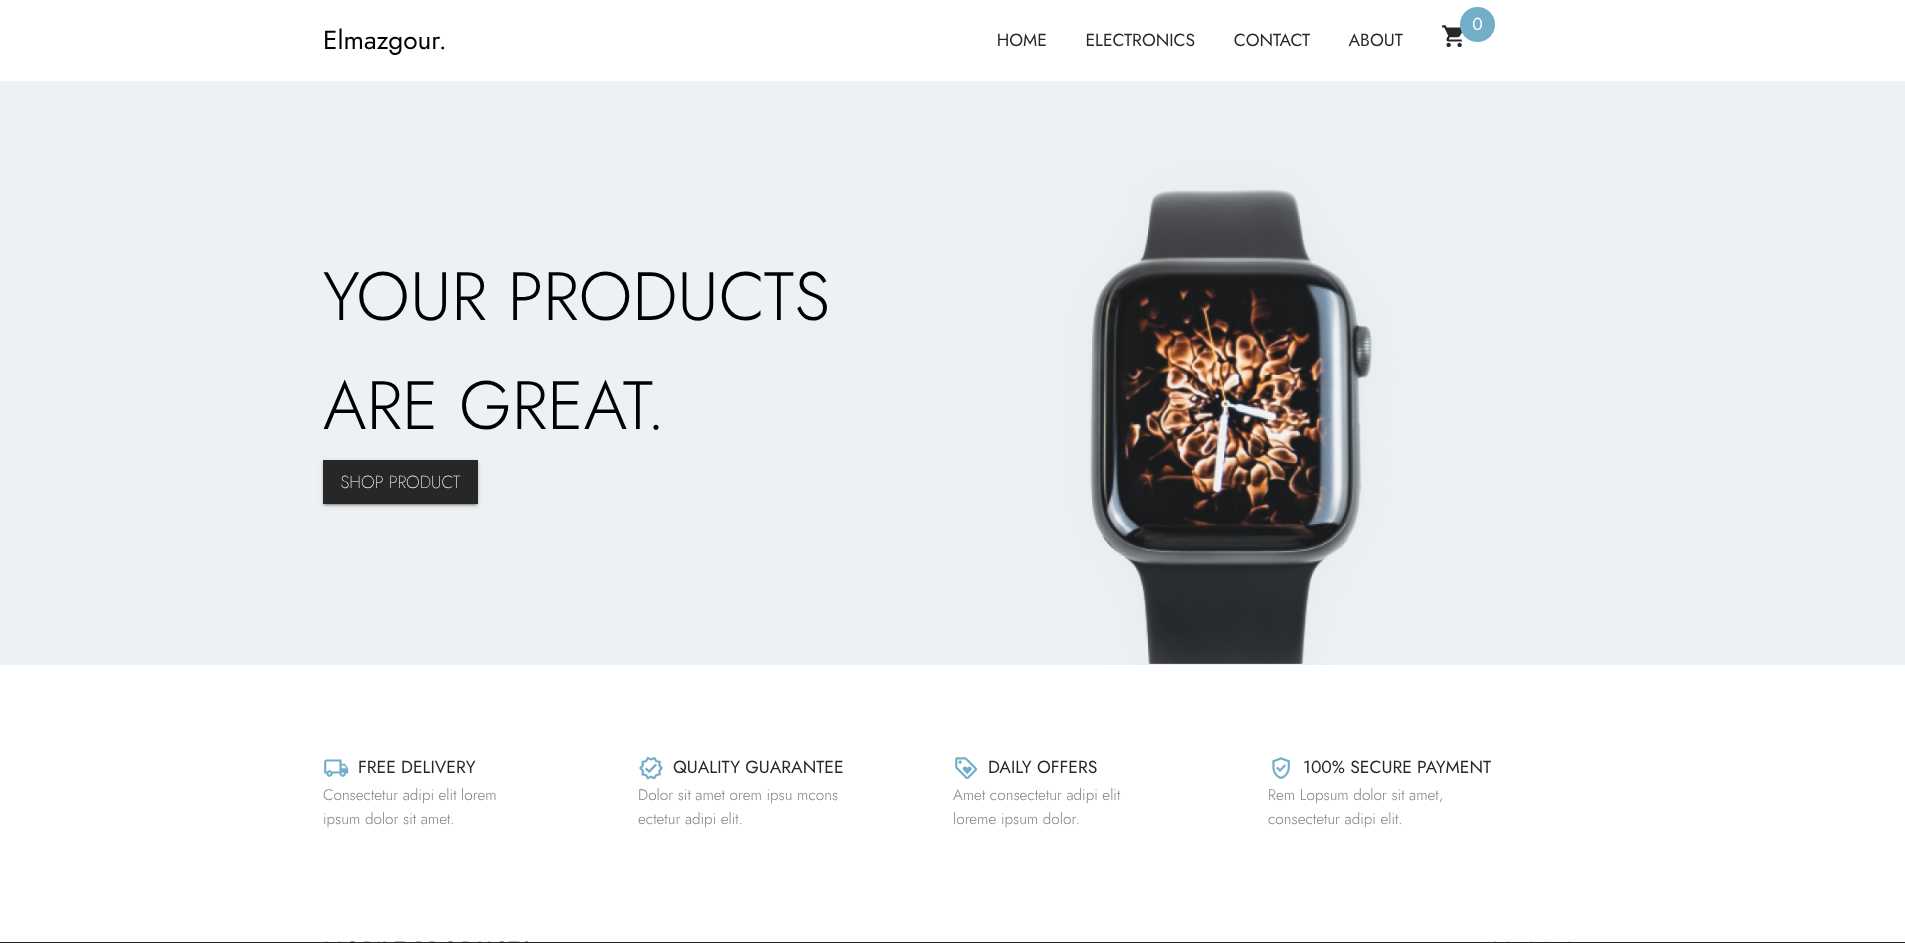 Elmazgour.
HOME ELECTRONICS CONTACT ABOUT 0
YOUR PRODUCTS
ARE GREAT.
SHOP PRODUCT
FREE DELIVERY
Consectetur adipi elit lorem
ipsum dolor sit amet.
QUALITY GUARANTEE
Dolor sit amet orem ipsu mcons
ectetur adipi elit.
DAILY OFFERS
Amet consectetur adipi elit
loreme ipsum dolor.
100% SECURE PAYMENT
Rem Lopsum dolor sit amet,
consectetur adipi elit.